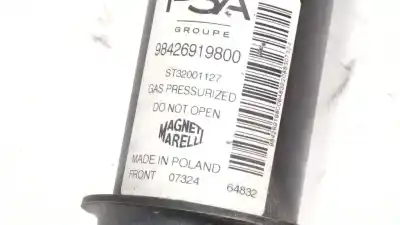 PSA
GROUPE
98426919800
ST32001127
GAS PRESSURIZED
DO NOT OPEN
MAGNETI
MARELLI
MADE IN POLAND
FRONT 07324 64832